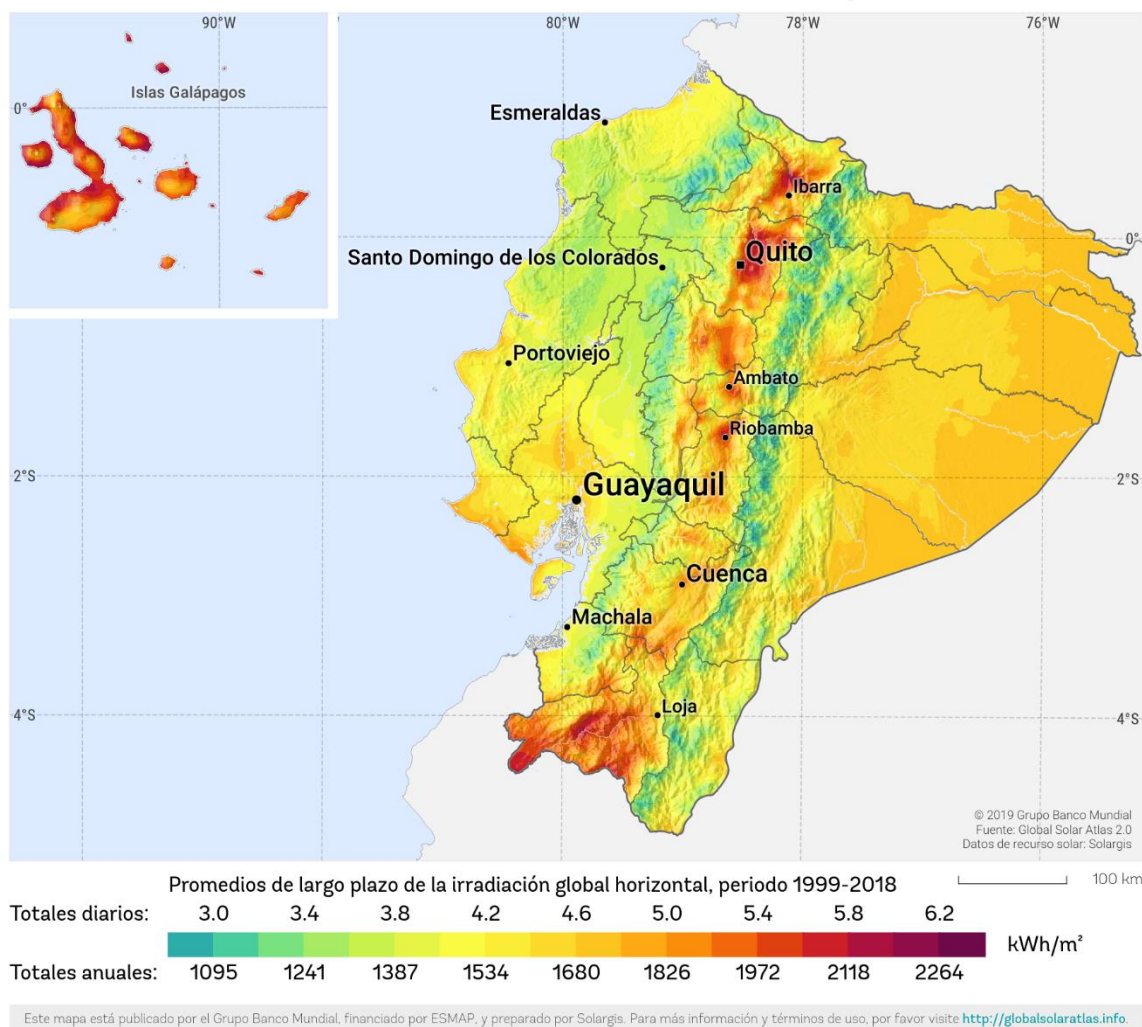 90°W
80°W
78°W
76°W
Islas Galápagos
0°
Esmeraldas
Ibarra
0°
Quito
Santo Domingo de los Colorados
Portoviejo
Ambato
Riobamba
2°S
2°S
Guayaquil
Cuenca
Machala
Loja
4°S
4°S
© 2019 Grupo Banco Mundial
Fuente: Global Solar Atlas 2.0
Datos de recurso solar: Solargis
Promedios de largo plazo de la irradiación global horizontal, periodo 1999-2018
100 km
Totales diarios: 3.0 3.4 3.8 4.2 4.6 5.0 5.4 5.8 6.2
kWh/m²
Totales anuales: 1095 1241 1387 1534 1680 1826 1972 2118 2264
Este mapa está publicado por el Grupo Banco Mundial, financiado por ESMAP, y preparado por Solargis. Para más información y términos de uso, por favor visite http://globalsolaratlas.info.